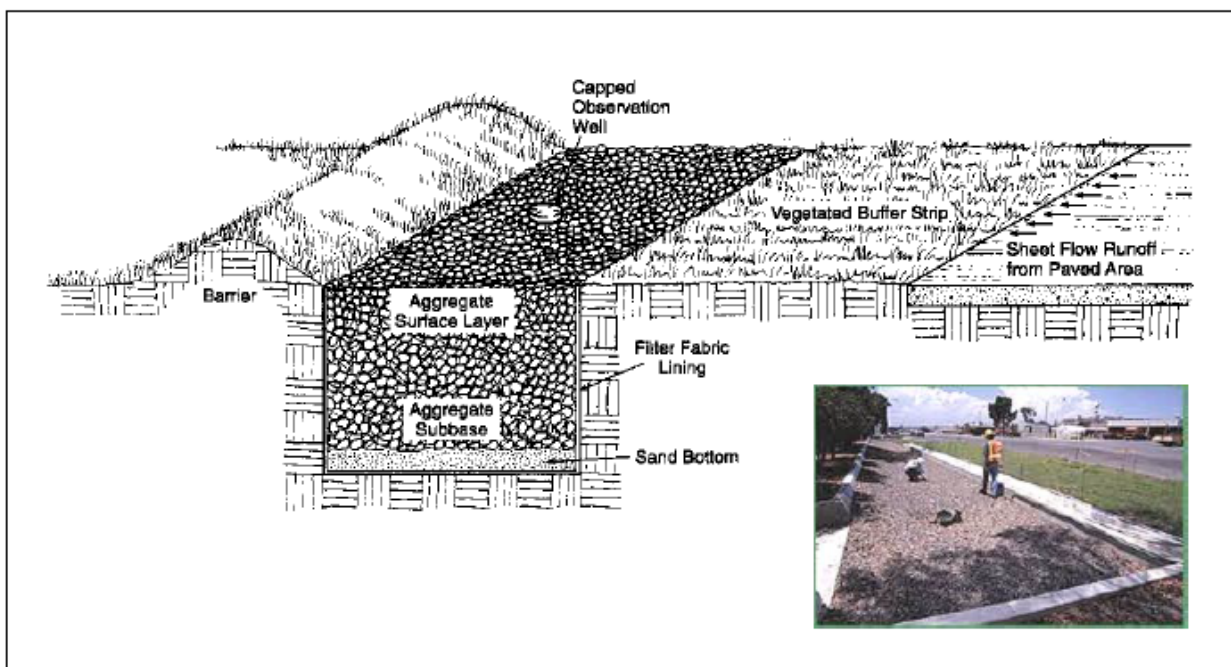 Capped
Observation
Well
Vegetated Buffer Strip
Sheet Flow Runoff
from Paved Area
Barrier
Aggregate
Surface Layer
Filter Fabric
Lining
Aggregate
Subbase
Sand Bottom